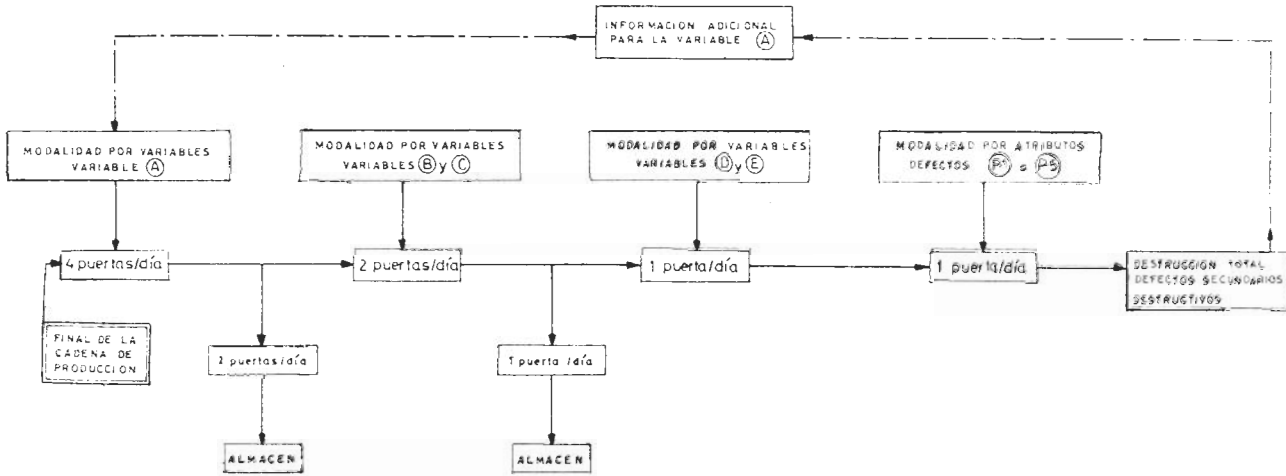 INFORMACION ADICIONAL
PARA LA VARIABLE Ⓐ
MODALIDAD POR VARIABLES
VARIABLE Ⓐ
MODALIDAD POR VARIABLES
VARIABLES Ⓑ y Ⓒ
MODALIDAD POR VARIABLES
VARIABLES Ⓓ y Ⓔ
MODALIDAD POR ATRIBUTOS
DEFECTOS
4 puertas/día
2 puertas/día
1 puerta/día
1 puerta/día
DESTRUCCION TOTAL
DEFECTOS SECUNDARIOS
DESTRUCTIVOS
FINAL DE LA
CADENA DE
PRODUCCION
2 puertas/día
1 puerta/día
ALMACEN
ALMACEN